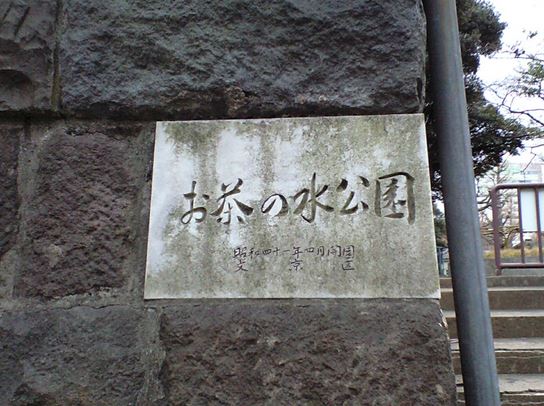 お茶の水公園
昭和四十一年四月開園
文京区